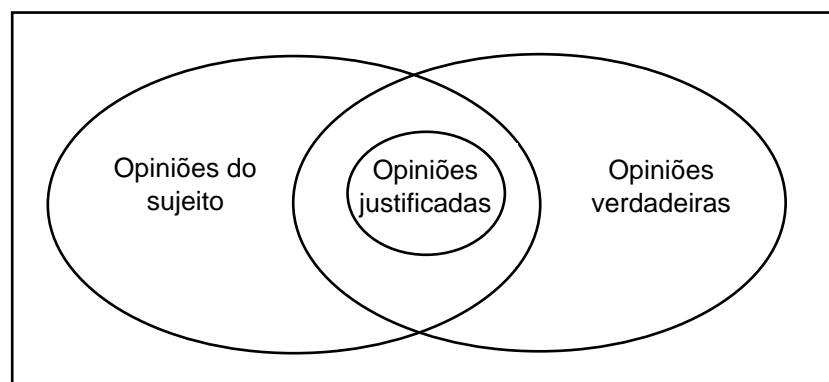 Opiniões do
sujeito
Opiniões
justificadas
Opiniões
verdadeiras